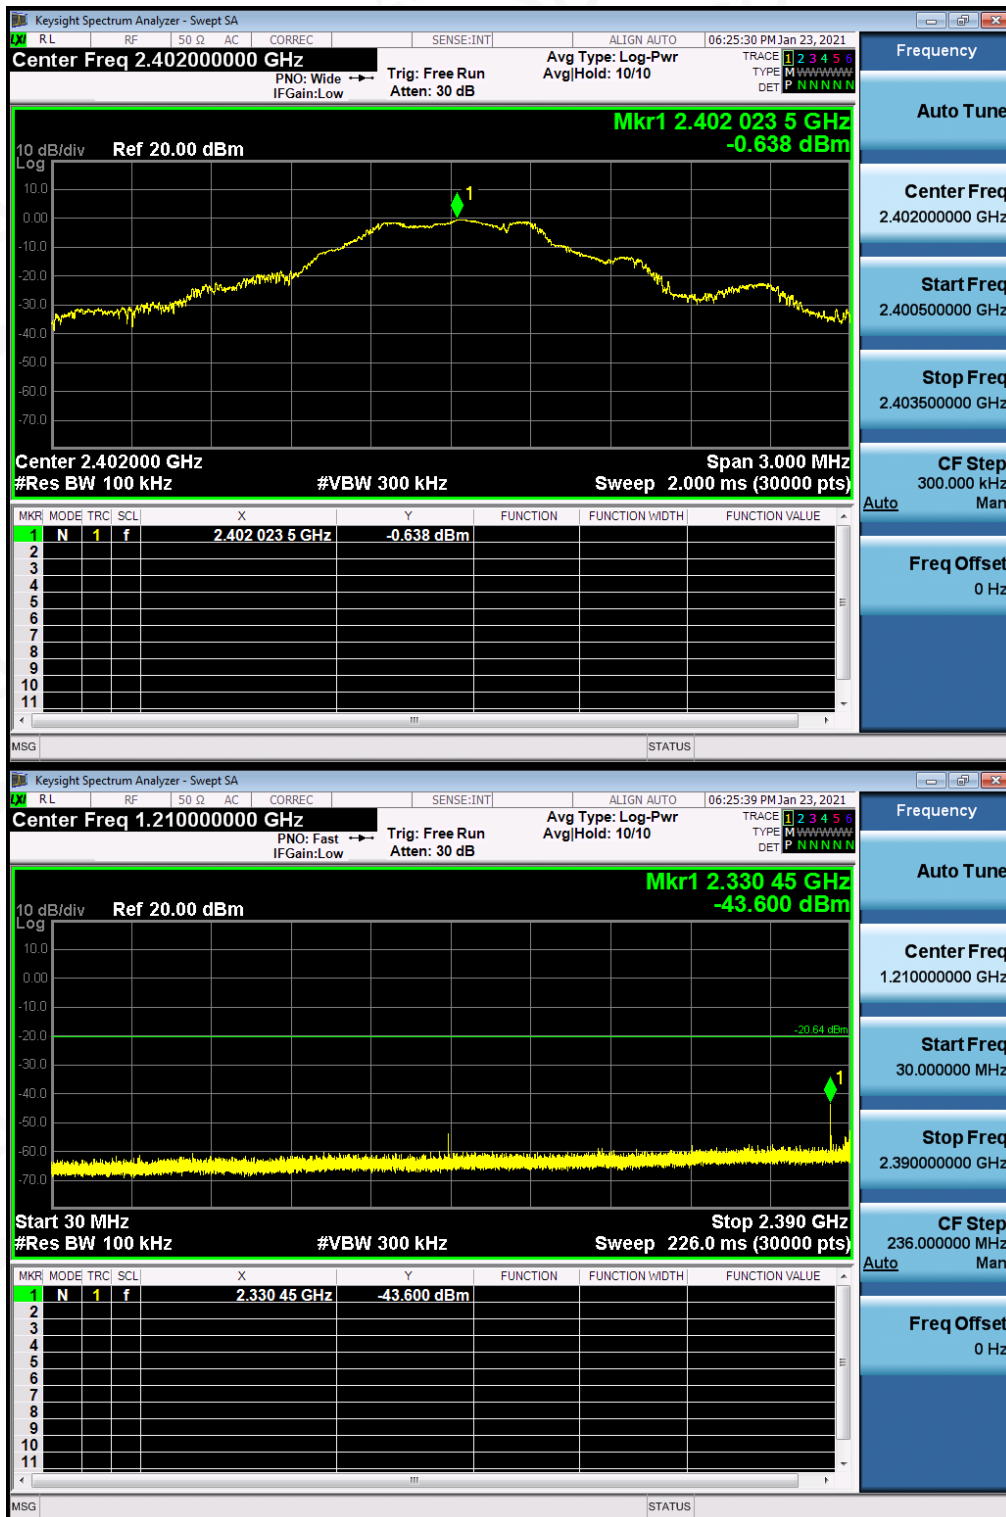 Keysight Spectrum Analyzer - Swept SA
LXI RL RF 50 Ω AC CORREC SENSE:INT ALIGN AUTO 06:25:30 PM Jan 23, 2021
Center Freq 2.402000000 GHz
PNO: Wide
IFGain:Low
Trig: Free Run
Atten: 30 dB
Avg Type: Log-Pwr
Avg|Hold: 10/10
TRACE 1 2 3 4 5 6
TYPE M WWWWW
DET P N N N N N
Mkr1 2.402 023 5 GHz
-0.638 dBm
10 dB/div Ref 20.00 dBm
Log
10.0
0.00
-10.0
-20.0
-30.0
-40.0
-50.0
-60.0
-70.0
1
Center 2.402000 GHz Span 3.000 MHz
#Res BW 100 kHz #VBW 300 kHz Sweep 2.000 ms (30000 pts)
MKR MODE TRC SCL X Y FUNCTION FUNCTION WIDTH FUNCTION VALUE
1 N 1 f 2.402 023 5 GHz -0.638 dBm
2
3
4
5
6
7
8
9
10
11
MSG STATUS
Frequency
Auto Tune
Center Freq
2.402000000 GHz
Start Freq
2.400500000 GHz
Stop Freq
2.403500000 GHz
CF Step
300.000 kHz
Auto Man
Freq Offset
0 Hz
Keysight Spectrum Analyzer - Swept SA
LXI RL RF 50 Ω AC CORREC SENSE:INT ALIGN AUTO 06:25:39 PM Jan 23, 2021
Center Freq 1.210000000 GHz
PNO: Fast
IFGain:Low
Trig: Free Run
Atten: 30 dB
Avg Type: Log-Pwr
Avg|Hold: 10/10
TRACE 1 2 3 4 5 6
TYPE M WWWWW
DET P N N N N N
Mkr1 2.330 45 GHz
-43.600 dBm
10 dB/div Ref 20.00 dBm
Log
10.0
0.00
-10.0
-20.0
-30.0
-40.0
-50.0
-60.0
-70.0
-20.64 dBm
1
Start 30 MHz Stop 2.390 GHz
#Res BW 100 kHz #VBW 300 kHz Sweep 226.0 ms (30000 pts)
MKR MODE TRC SCL X Y FUNCTION FUNCTION WIDTH FUNCTION VALUE
1 N 1 f 2.330 45 GHz -43.600 dBm
2
3
4
5
6
7
8
9
10
11
MSG STATUS
Frequency
Auto Tune
Center Freq
1.210000000 GHz
Start Freq
30.000000 MHz
Stop Freq
2.390000000 GHz
CF Step
236.000000 MHz
Auto Man
Freq Offset
0 Hz